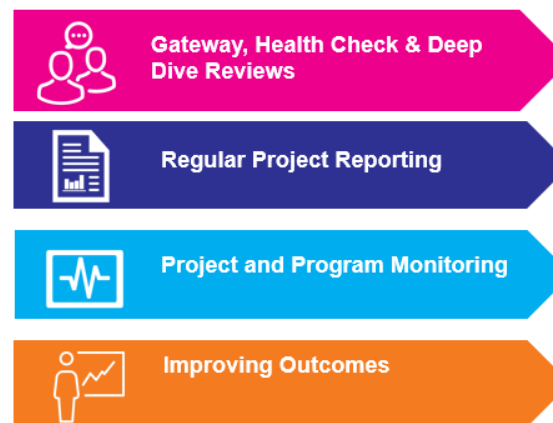 Gateway, Health Check & Deep
Dive Reviews
Regular Project Reporting
Project and Program Monitoring
Improving Outcomes